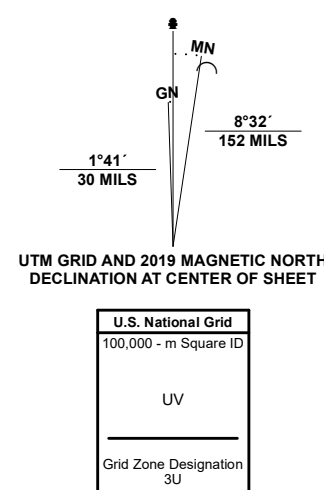 MN
GN
8°32´
152 MILS
1°41´
30 MILS
UTM GRID AND 2019 MAGNETIC NORTH
DECLINATION AT CENTER OF SHEET
U.S. National Grid
100,000 - m Square ID
UV
Grid Zone Designation
3U